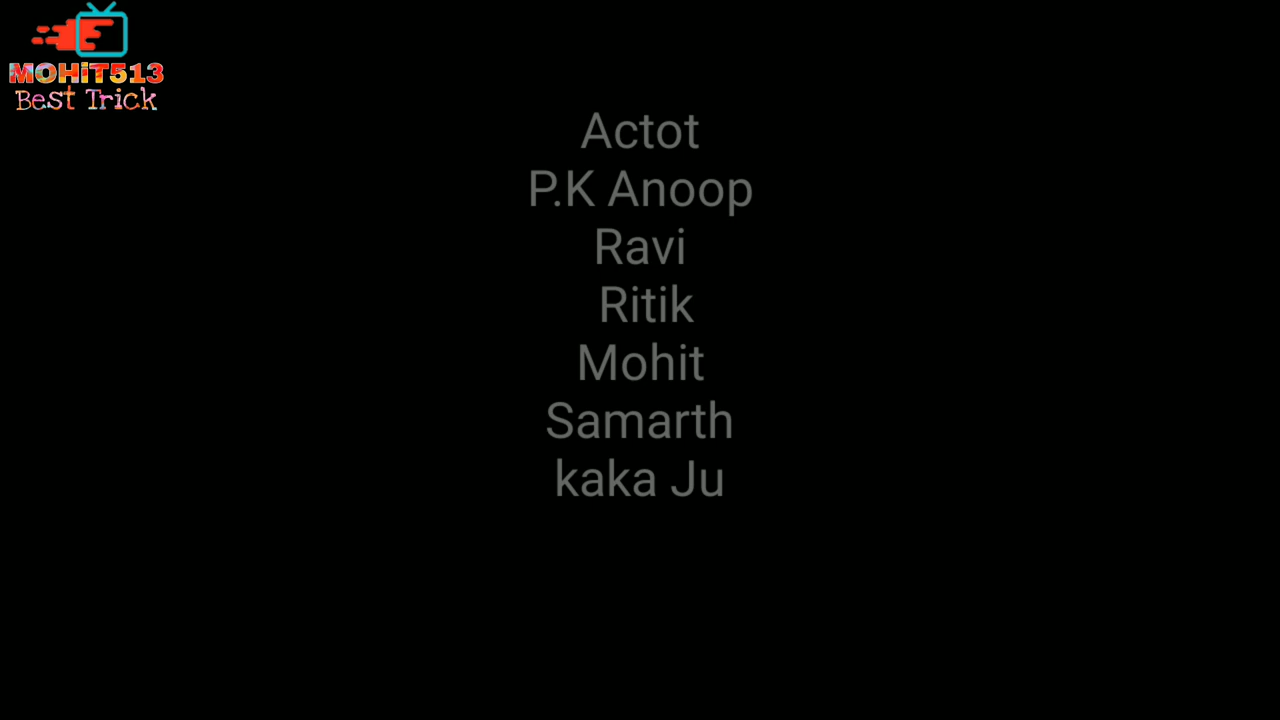 MOHiT513
Best Trick
Actot
P.K Anoop
Ravi
Ritik
Mohit
Samarth
kaka Ju